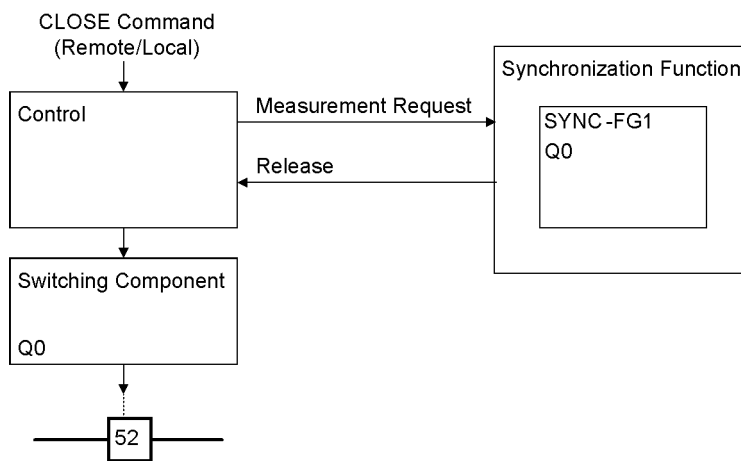 CLOSE Command
(Remote/Local)
Control
Measurement Request
Release
Synchronization Function
SYNC-FG1
Q0
Switching Component
Q0
52